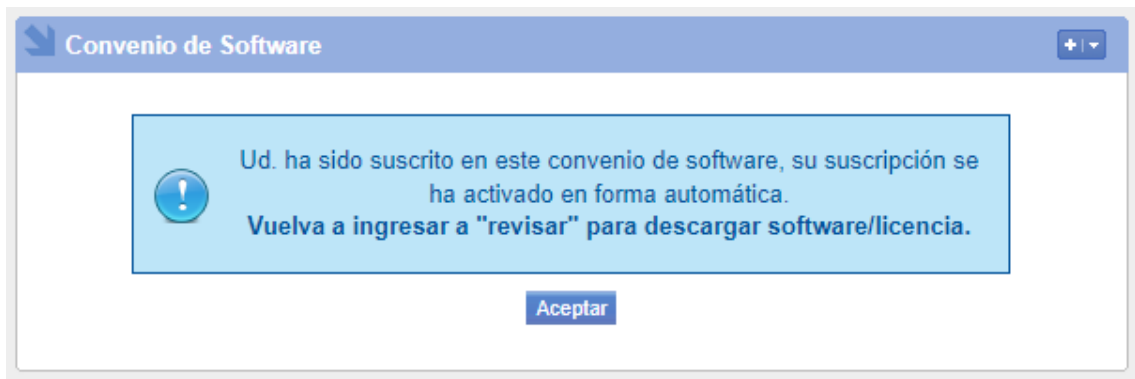 Convenio de Software
Ud. ha sido suscrito en este convenio de software, su suscripción se
ha activado en forma automática.
Vuelva a ingresar a "revisar" para descargar software/licencia.
Aceptar